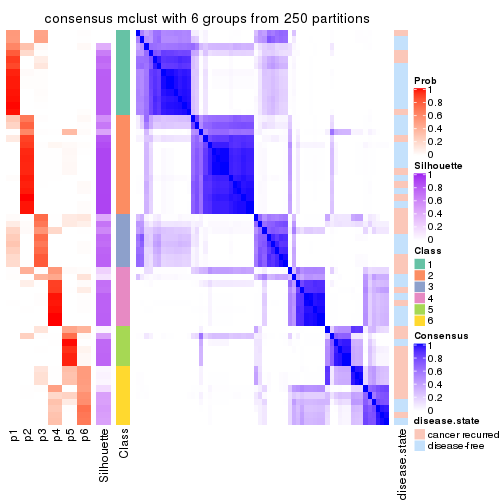 consensus mclust with 6 groups from 250 partitions
Prob
1
0.8
0.6
0.4
0.2
0
Silhouette
1
0.8
0.6
0.4
0.2
0
Class
1
2
3
4
5
6
Consensus
1
0.8
0.6
0.4
0.2
0
disease.state
cancer recurred
disease-free
p1
p2
p3
p4
p5
p6
Silhouette
Class
disease.state